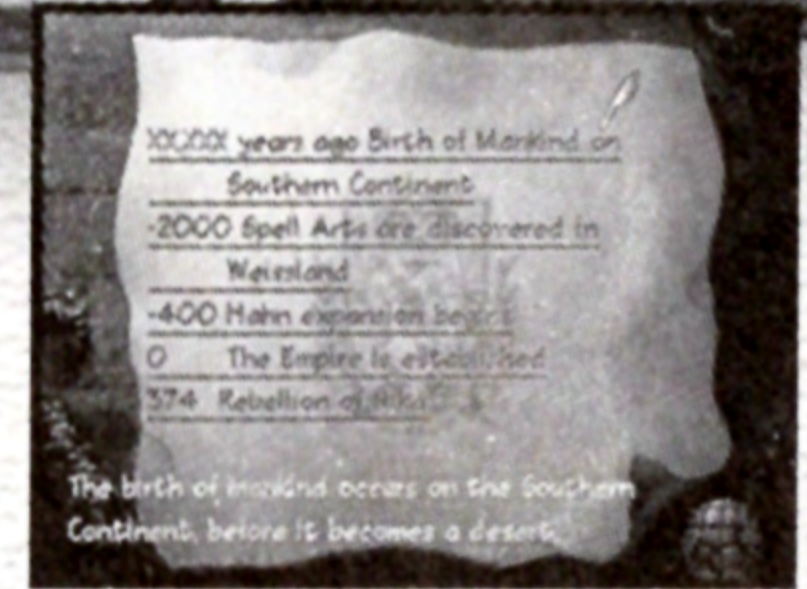 XXXXX years ago Birth of Mankind on
Southern Continent
-2000 Spell Arts are discovered in
Weissland
-400 Hahn expansion begins
0 The Empire is established
374 Rebellion of
The birth of mankind occurs on the Southern
Continent, before it becomes a desert.